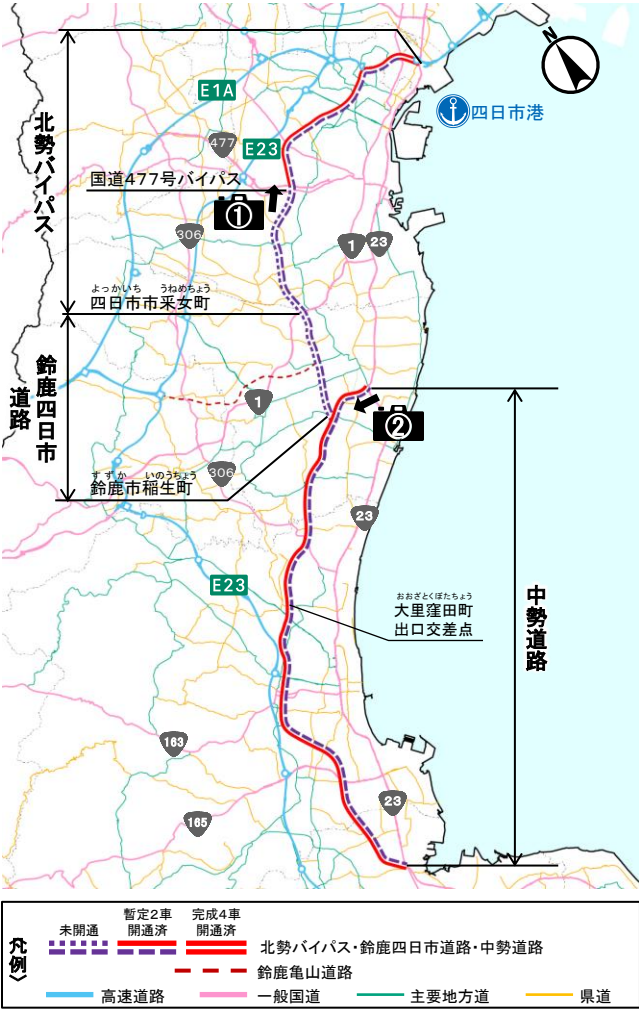 N
四日市港
E1A
477
E23
北勢バイパス
国道477号バイパス
①
306
1
23
よっかいち うねめちょう
四日市市采女町
鈴鹿四日市
道路
1
②
306
すずか いのうちょう
鈴鹿市稲生町
23
E23
おおざとくぼたちょう
大里窪田町
出口交差点
中勢道路
163
23
165
凡例〉
未開通
暫定2車
開通済
完成4車
開通済
北勢バイパス・鈴鹿四日市道路・中勢道路
鈴鹿亀山道路
高速道路
一般国道
主要地方道
県道